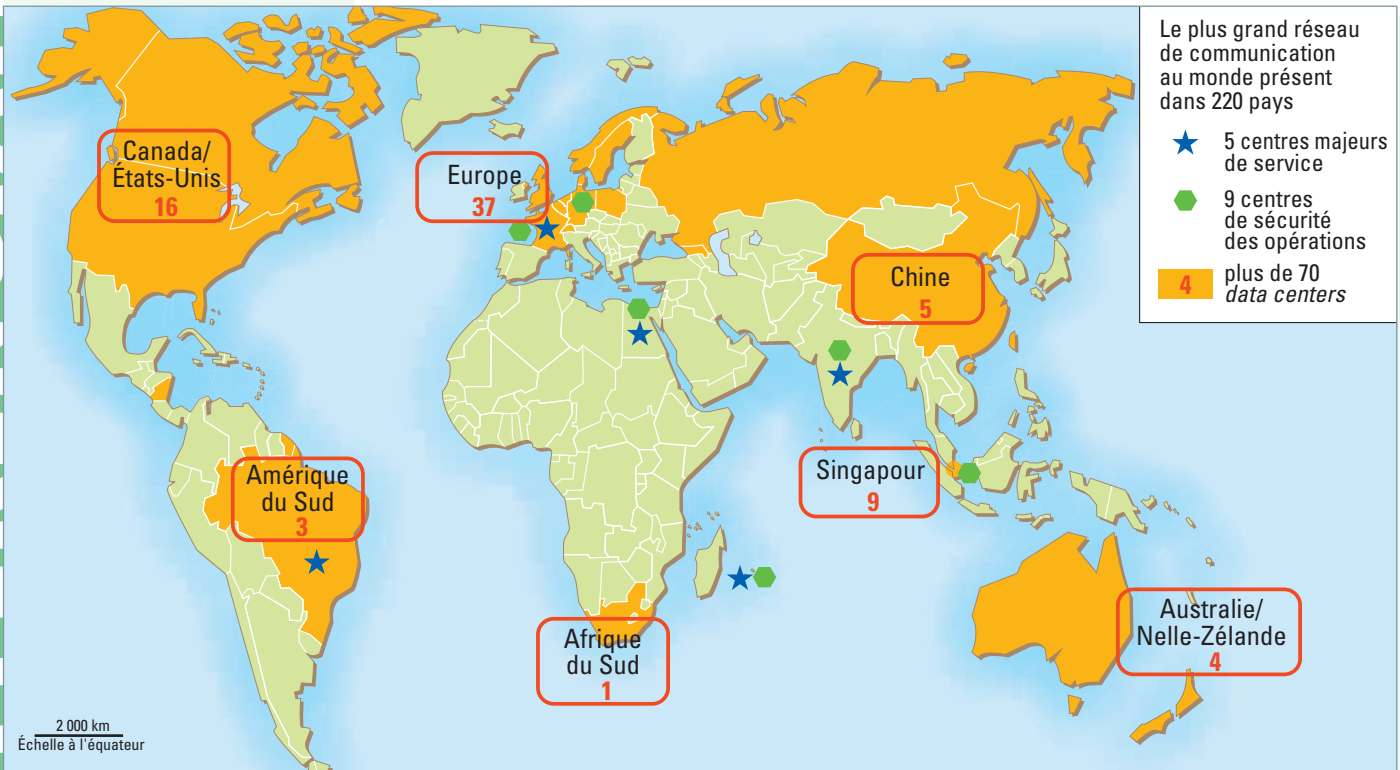 Le plus grand réseau
de communication
au monde présent
dans 220 pays
5 centres majeurs
de service
9 centres
de sécurité
des opérations
4
plus de 70
data centers
Canada/
États-Unis
16
Europe
37
Chine
5
Amérique
du Sud
3
Singapour
9
Afrique
du Sud
1
Australie/
Nelle-Zélande
4
2 000 km
Échelle à l'équateur